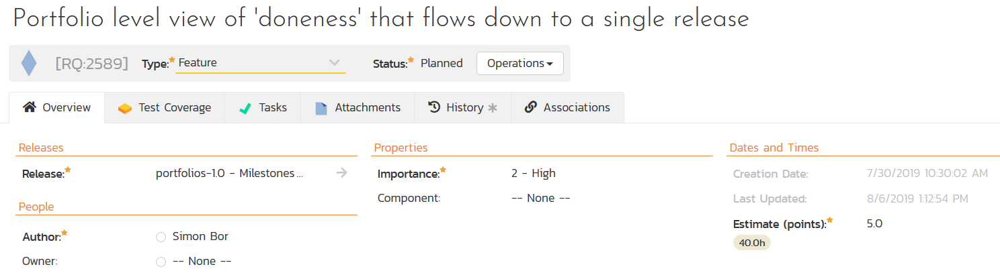 Portfolio level view of 'doneness' that flows down to a single release
[RQ:2589] Type: Feature Status: Planned Operations
Overview Test Coverage Tasks Attachments History Associations
Releases
Release: portfolios-1.0 - Milestones...
People
Author: Simon Bor
Owner: -- None --
Properties
Importance: 2 - High
Component: -- None --
Dates and Times
Creation Date: 7/30/2019 10:30:02 AM
Last Updated: 8/6/2019 1:12:54 PM
Estimate (points): 5.0
40.0h